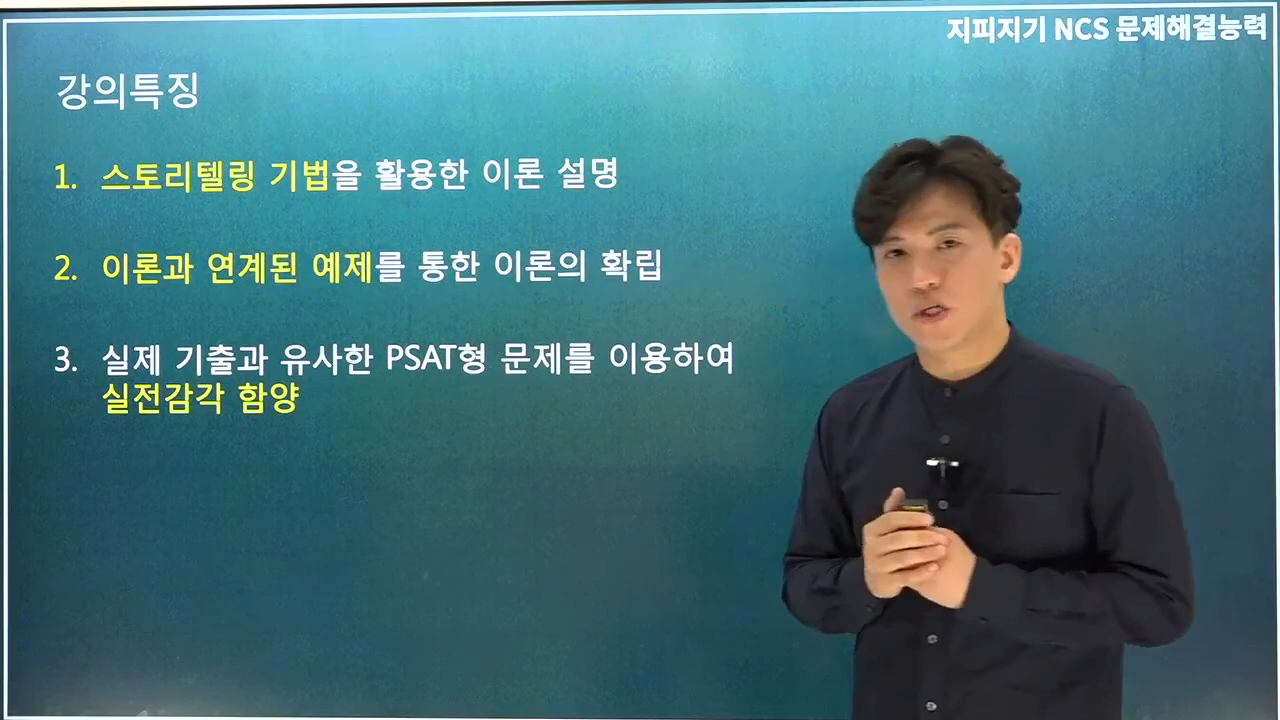 지피지기 NCS 문제해결능력
강의특징
1. 스토리텔링 기법을 활용한 이론 설명
2. 이론과 연계된 예제를 통한 이론의 확립
3. 실제 기출과 유사한 PSAT형 문제를 이용하여
실전감각 함양